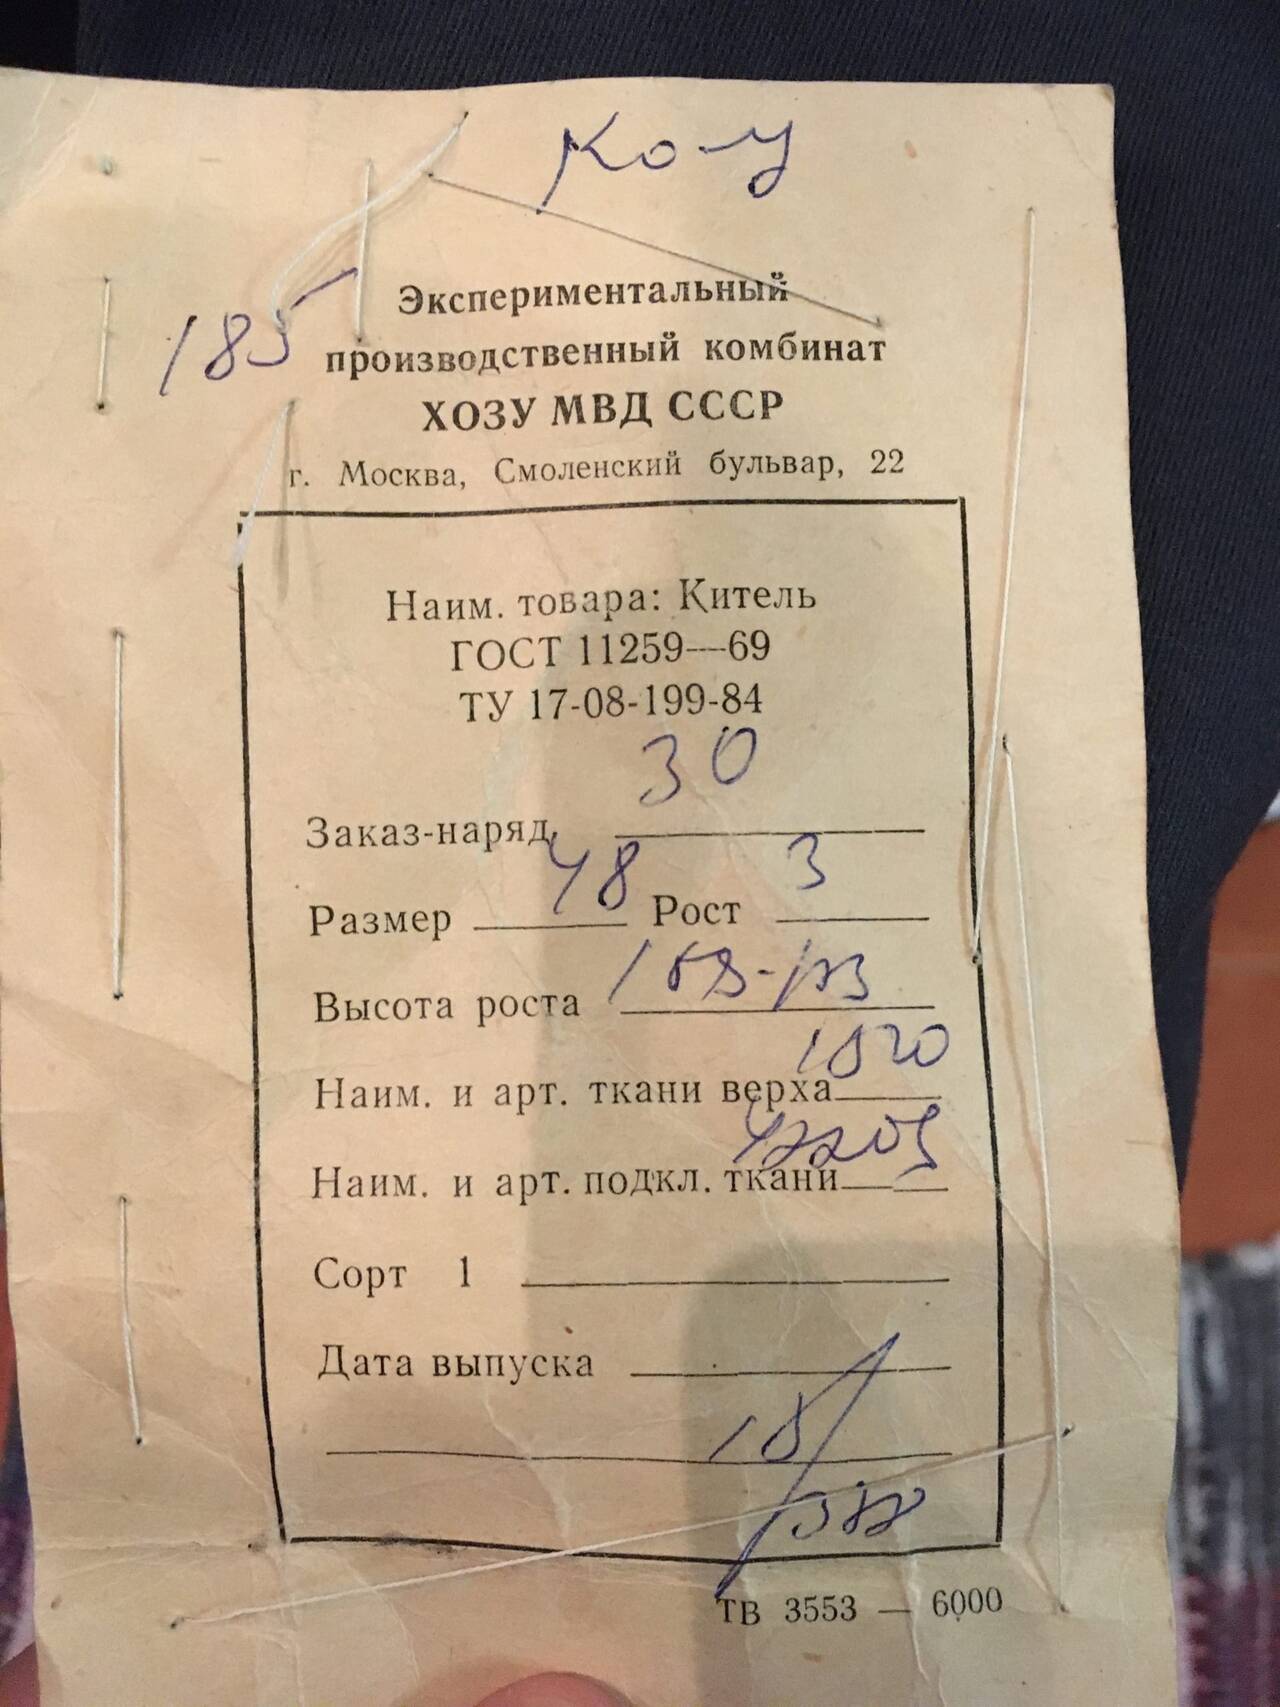 Ко-у
185
Экспериментальный
производственный комбинат
ХОЗУ МВД СССР
г. Москва, Смоленский бульвар, 22
Наим. товара: Китель
ГОСТ 11259—69
ТУ 17-08-199-84
Заказ-наряд 30
Размер 48 Рост 3
Высота роста
Наим. и арт. ткани верха
Наим. и арт. подкл. ткани
Сорт 1
Дата выпуска
18/
ТВ 3553 — 6000